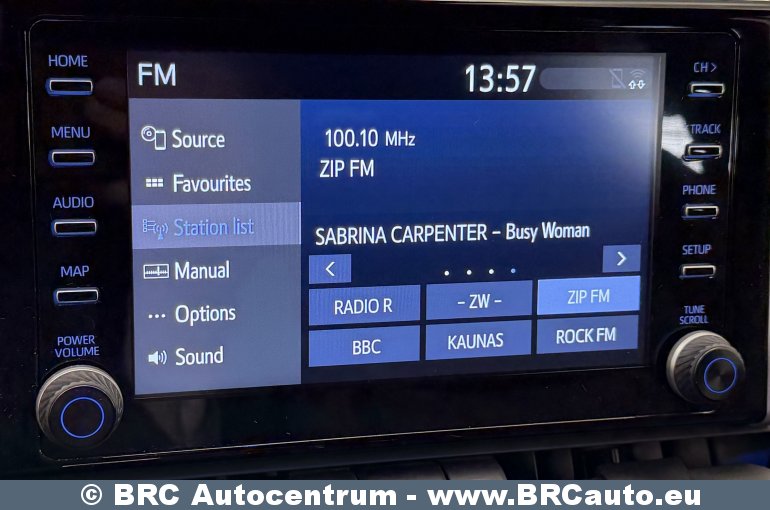 HOME
MENU
AUDIO
MAP
POWER
VOLUME
FM
13:57
Source
Favourites
Station list
Manual
Options
Sound
100.10 MHz
ZIP FM
SABRINA CARPENTER – Busy Woman
RADIO R
– ZW –
ZIP FM
BBC
KAUNAS
ROCK FM
CH >
TRACK
PHONE
SETUP
TUNE
SCROLL
© BRC Autocentrum - www.BRCauto.eu